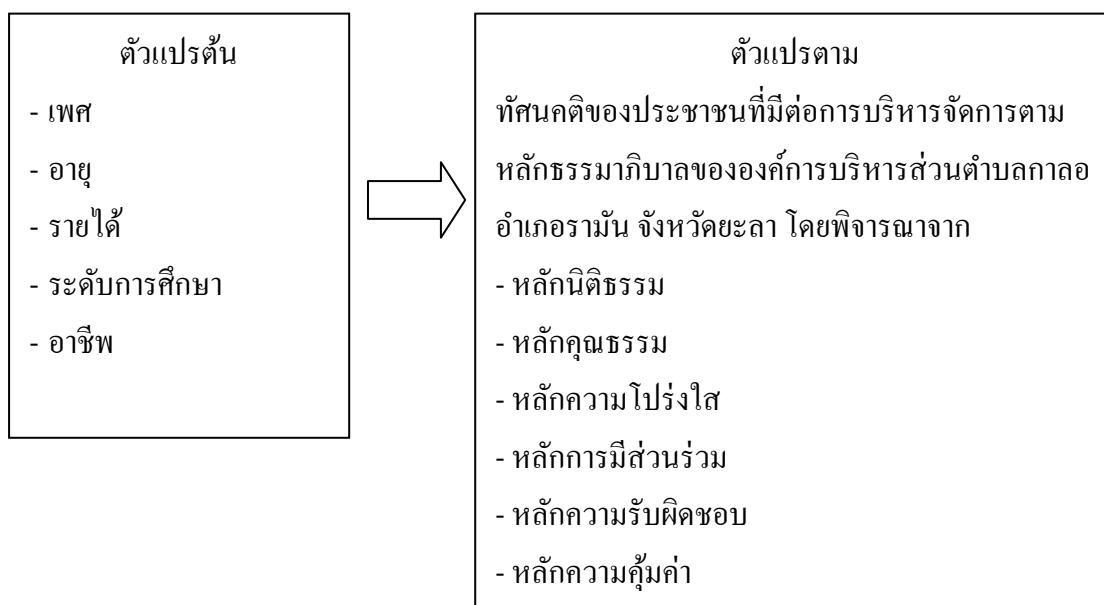 ตัวแปรต้น
- เพศ
- อายุ
- รายได้
- ระดับการศึกษา
- อาชีพ
ตัวแปรตาม
ทัศนคติของประชาชนที่มีต่อการบริหารจัดการตาม
หลักธรรมาภิบาลขององค์การบริหารส่วนตำบลกาลอ
อำเภอรามัน จังหวัดยะลา โดยพิจารณาจาก
- หลักนิติธรรม
- หลักคุณธรรม
- หลักความโปร่งใส
- หลักการมีส่วนร่วม
- หลักความรับผิดชอบ
- หลักความคุ้มค่า